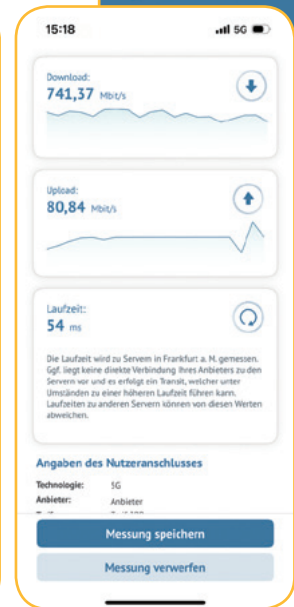 15:18
5G
Download:
741,37 Mbit/s
Upload:
80,84 Mbit/s
Laufzeit:
54 ms
Die Laufzeit wird zu Servern in Frankfurt a. M. gemessen.
Ggf. liegt keine direkte Verbindung Ihres Anbieters zu den
Servern vor und es erfolgt ein Transit, welcher unter
Umständen zu einer höheren Laufzeit führen kann.
Laufzeiten zu anderen Servern können von diesen Werten
abweichen.
Angaben des Nutzeranschlusses
Technologie: 5G
Anbieter: Anbieter
Messung speichern
Messung verwerfen